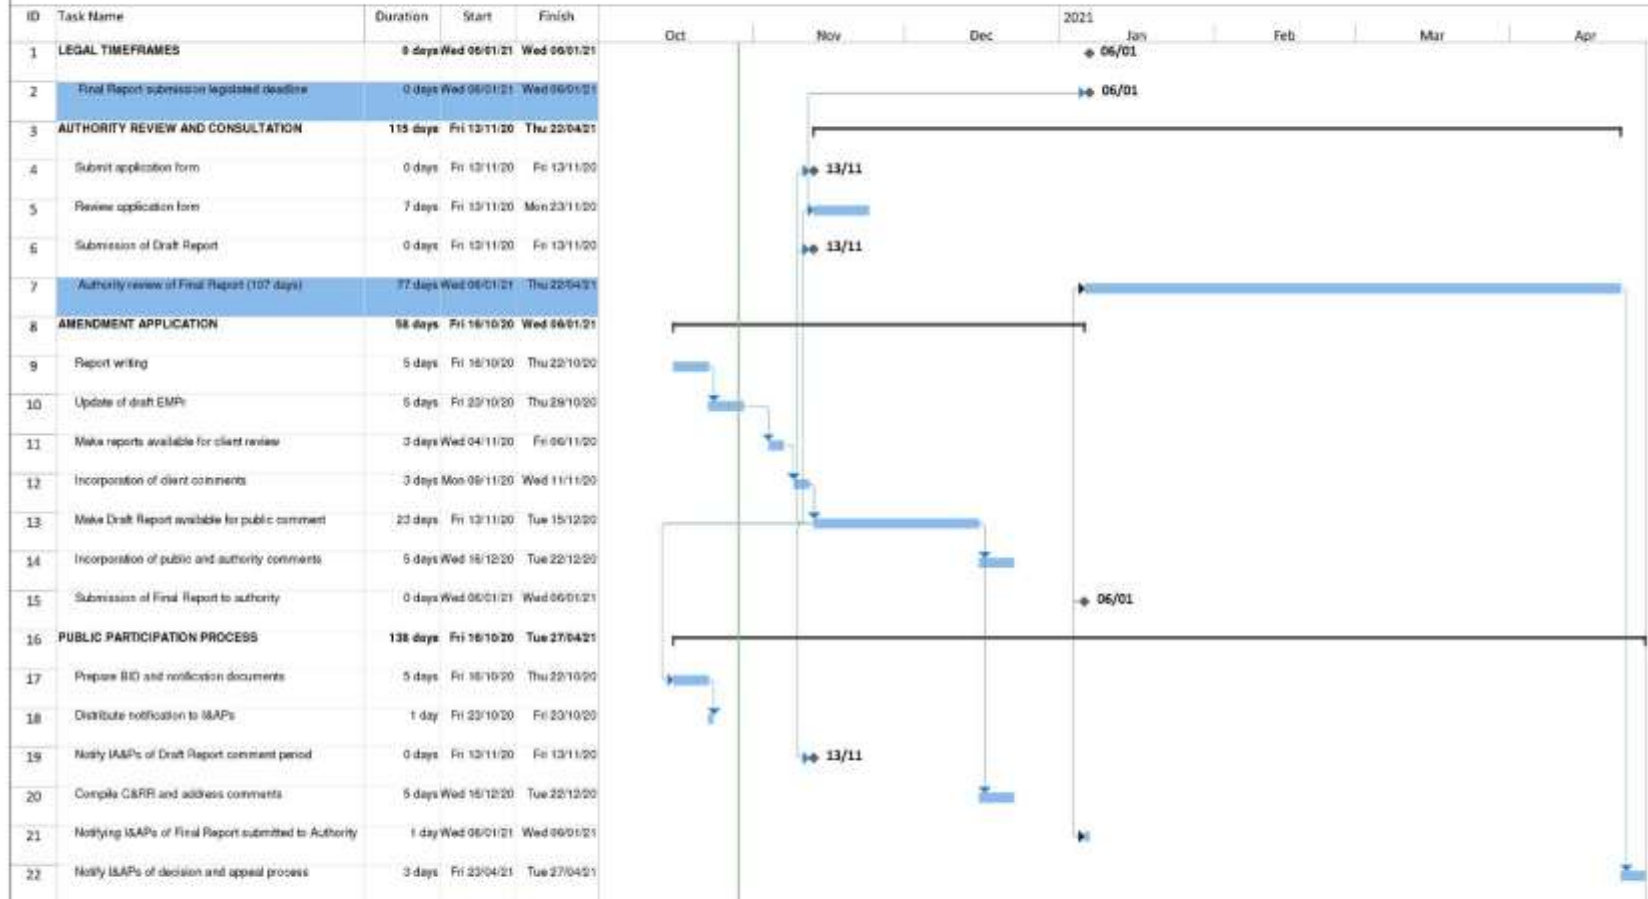 ID Task Name Duration Start Finish 2021
Oct Nov Dec Jan Feb Mar Apr
1 LEGAL TIMEFRAMES 0 days Wed 06/01/21 Wed 06/01/21 06/01
2 Final Report submission legislated deadline 0 days Wed 06/01/21 Wed 06/01/21 06/01
3 AUTHORITY REVIEW AND CONSULTATION 115 days Fri 13/11/20 Thu 22/04/21
4 Submit application form 0 days Fri 13/11/20 Fri 13/11/20 13/11
5 Review application form 7 days Fri 13/11/20 Mon 23/11/20
6 Submission of Draft Report 0 days Fri 13/11/20 Fri 13/11/20 13/11
7 Authority review of Final Report (107 days) 77 days Wed 06/01/21 Thu 22/04/21
8 AMENDMENT APPLICATION 58 days Fri 16/10/20 Wed 06/01/21
9 Report writing 5 days Fri 16/10/20 Thu 22/10/20
10 Update of draft EMPr 5 days Fri 23/10/20 Thu 29/10/20
11 Make reports available for client review 3 days Wed 04/11/20 Fri 06/11/20
12 Incorporation of client comments 3 days Mon 09/11/20 Wed 11/11/20
13 Make Draft Report available for public comment 23 days Fri 13/11/20 Tue 15/12/20
14 Incorporation of public and authority comments 5 days Wed 16/12/20 Tue 22/12/20
15 Submission of Final Report to authority 0 days Wed 06/01/21 Wed 06/01/21 06/01
16 PUBLIC PARTICIPATION PROCESS 138 days Fri 16/10/20 Tue 27/04/21
17 Prepare BID and notification documents 5 days Fri 16/10/20 Thu 22/10/20
18 Distribute notification to I&APs 1 day Fri 23/10/20 Fri 23/10/20
19 Notify IA&Ps of Draft Report comment period 0 days Fri 13/11/20 Fri 13/11/20 13/11
20 Compile C&RR and address comments 5 days Wed 16/12/20 Tue 22/12/20
21 Notifying I&APs of Final Report submitted to Authority 1 day Wed 06/01/21 Wed 06/01/21
22 Notify I&APs of decision and appeal process 3 days Fri 23/04/21 Tue 27/04/21